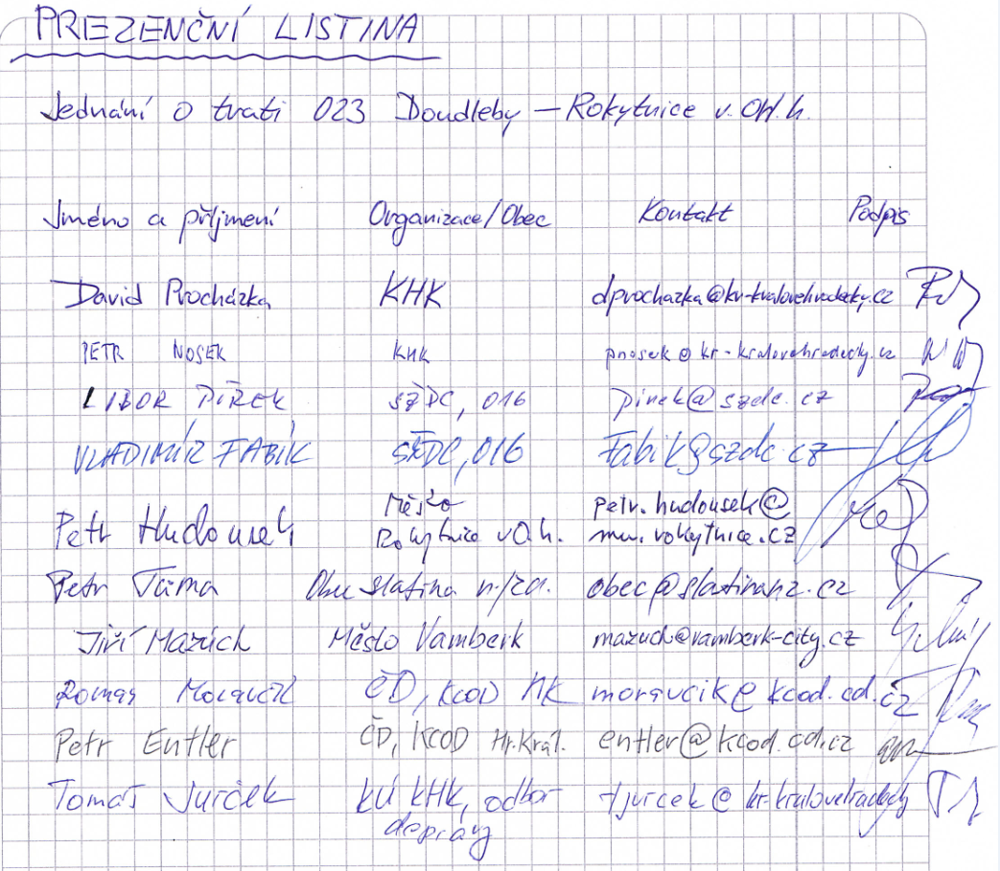 PREZENČNÍ LISTINA
Jednání o trati 023 Doudleby – Rokytnice v. Orl. h.
Jméno a příjmení Organizace/Obec Kontakt Podpis
David Procházka KHK dprochazka@kr-kralovehradecky.cz
PETR NOSEK KHK pnosek@kr-kralovehradecky.cz
LIBOR PÍŘEK SŽDC, 016 pirek@szdc.cz
VLADIMÍR FABÍK SŽDC, 016 Fabik@szdc.cz
Petr Hudousek Město petr.hudousek@
Rokytnice v O.h. mu.rokytnice.cz
Petr Tůma Obec Slatina n/Zd. obec@slatinanz.cz
Jiří Mazúch Město Vamberk mazuch@vamberk-city.cz
Roman Moravčík ČD, KCOD HK moravcik@kcod.cd.cz
Petr Entler ČD, KCOD Hr. Král. entler@kcod.cd.cz
Tomáš Jurček KÚ KHK, odbor tjurcek@kr-kralovehradecky
dopravy